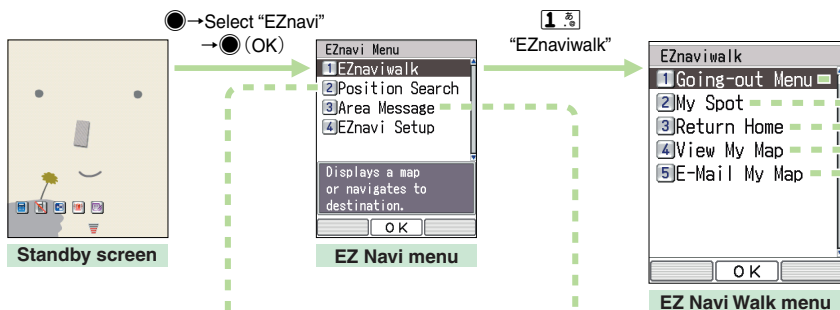 ●→Select “EZnavi”
→●(OK)
Standby screen
EZnavi Menu
1EZnaviwalk
2Position Search
3Area Message
4EZnavi Setup
Displays a map
or navigates to
destination.
OK
EZ Navi menu
1 あ
“EZnaviwalk”
EZnaviwalk
1Going-out Menu
2My Spot
3Return Home
4View My Map
5E-Mail My Map
OK
EZ Navi Walk menu